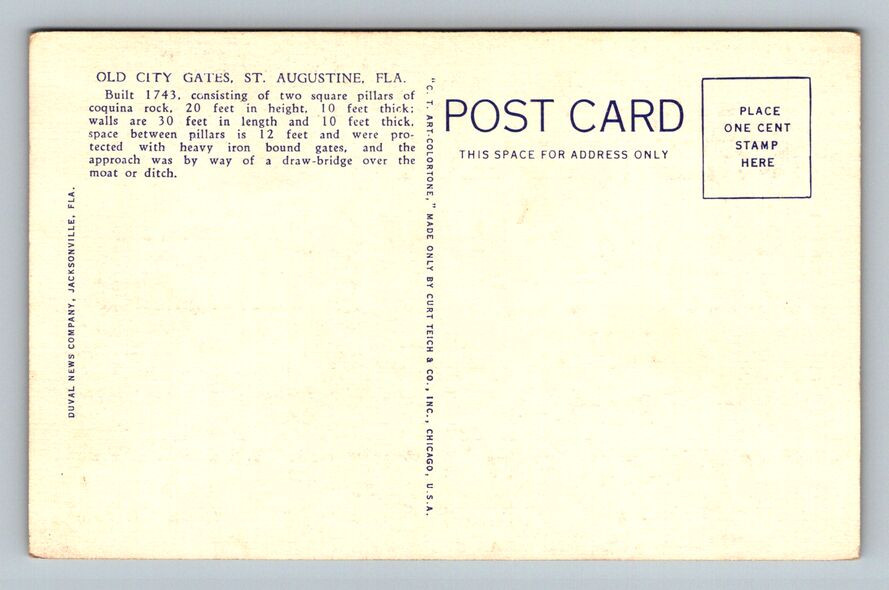 OLD CITY GATES, ST. AUGUSTINE, FLA.
Built 1743, consisting of two square pillars of
coquina rock, 20 feet in height, 10 feet thick;
walls are 30 feet in length and 10 feet thick,
space between pillars is 12 feet and were pro-
tected with heavy iron bound gates, and the
approach was by way of a draw-bridge over the
moat or ditch.
DUVAL NEWS COMPANY, JACKSONVILLE, FLA.
"C. T. ART-COLORTONE," MADE ONLY BY CURT TEICH & CO., INC., CHICAGO, U.S.A.
POST CARD
THIS SPACE FOR ADDRESS ONLY
PLACE
ONE CENT
STAMP
HERE